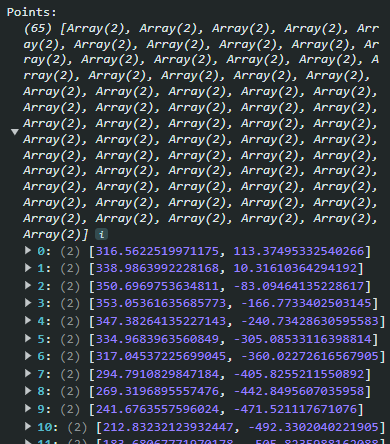 Points:
(65) [Array(2), Array(2), Array(2), Array(2), Arr
ay(2), Array(2), Array(2), Array(2), Array(2), Ar
ray(2), Array(2), Array(2), Array(2), Array(2), A
rray(2), Array(2), Array(2), Array(2), Array(2),
Array(2), Array(2), Array(2), Array(2), Array(2),
Array(2), Array(2), Array(2), Array(2), Array(2),
Array(2), Array(2), Array(2), Array(2), Array(2),
Array(2), Array(2), Array(2), Array(2), Array(2),
Array(2), Array(2), Array(2), Array(2), Array(2),
Array(2), Array(2), Array(2), Array(2), Array(2),
Array(2), Array(2), Array(2), Array(2), Array(2),
Array(2), Array(2), Array(2), Array(2), Array(2),
Array(2), Array(2), Array(2), Array(2), Array(2),
Array(2)] i
0: (2) [316.5622519971175, 113.37495332540266]
1: (2) [338.9863992228168, 10.31610364294192]
2: (2) [350.6969753634811, -83.09464135228617]
3: (2) [353.05361635685773, -166.7733402503145]
4: (2) [347.38264135227143, -240.73428630595583]
5: (2) [334.9683963560849, -305.08533116398814]
6: (2) [317.04537225699045, -360.02272616567905]
7: (2) [294.7910829847184, -405.8255211550892]
8: (2) [269.3196895557476, -442.8495607035958]
9: (2) [241.6763557596024, -471.521117671076]
10: (2) [212.83232123932447, -492.3302040221905]
11: (2) [183.68067771970178, -505.8235988162088]